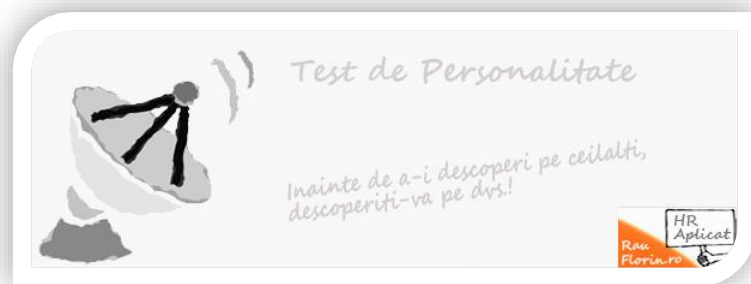 Test de Personalitate
Inainte de a-i descoperi pe ceilalti,
descoperiti-va pe dvs.!
HR
Aplicat
Rau
Florin.ro